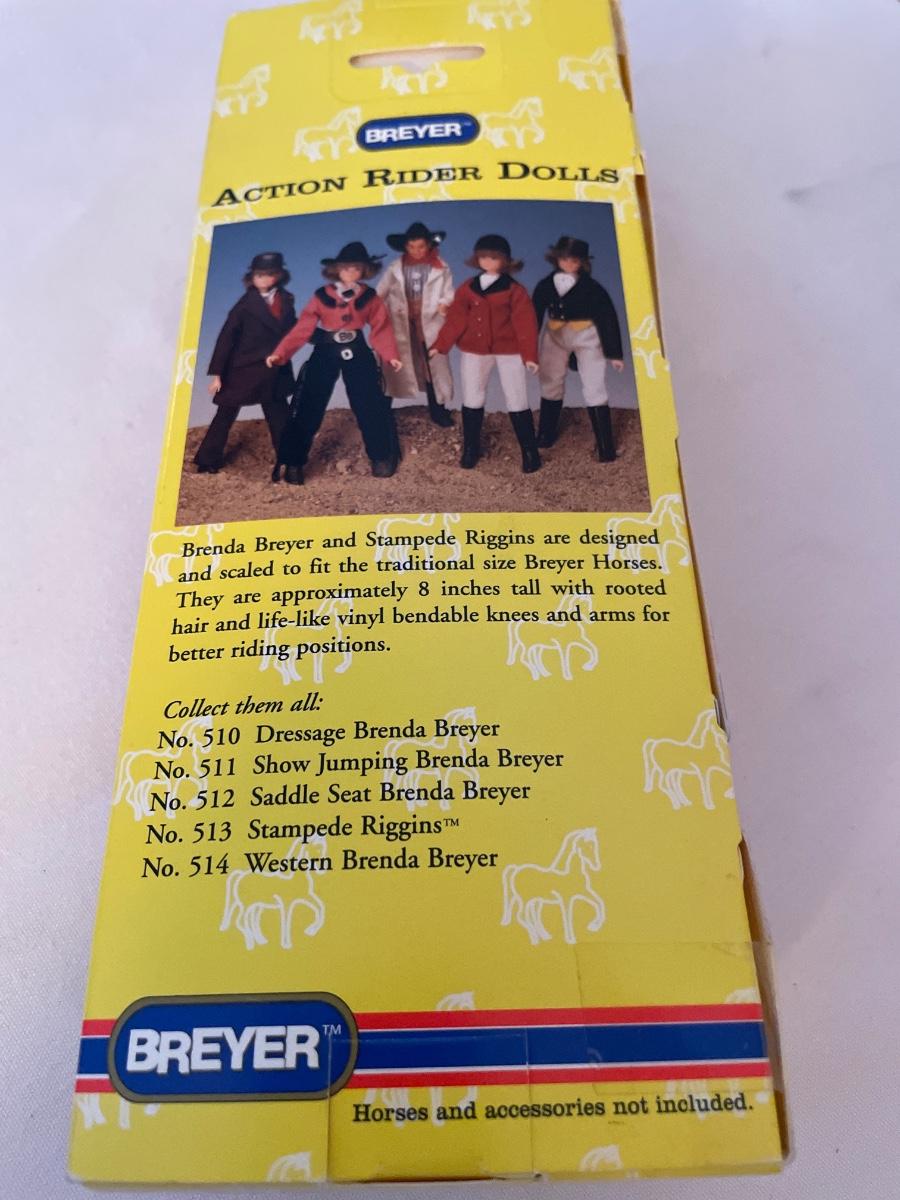 BREYER™
ACTION RIDER DOLLS
Brenda Breyer and Stampede Riggins are designed
and scaled to fit the traditional size Breyer Horses.
They are approximately 8 inches tall with rooted
hair and life-like vinyl bendable knees and arms for
better riding positions.
Collect them all:
No. 510 Dressage Brenda Breyer
No. 511 Show Jumping Brenda Breyer
No. 512 Saddle Seat Brenda Breyer
No. 513 Stampede Riggins™
No. 514 Western Brenda Breyer
BREYER™
Horses and accessories not included.